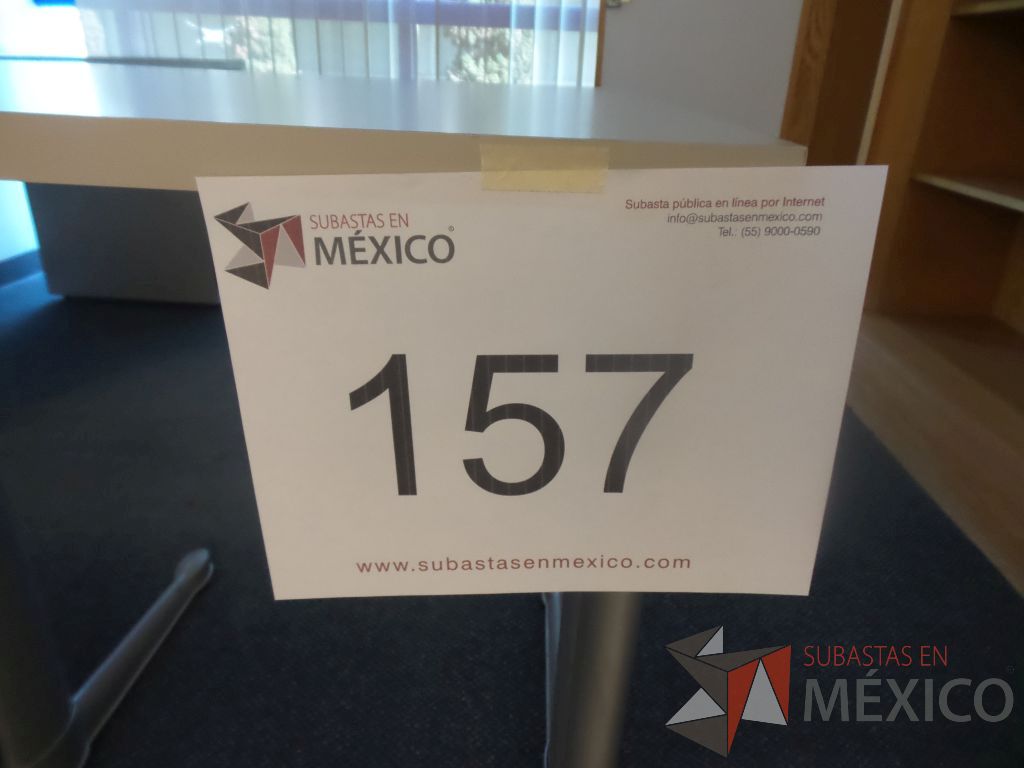 SUBASTAS EN
MÉXICO®
Subasta pública en línea por Internet
info@subastasenmexico.com
Tel.: (55) 9000-0590
157
www.subastasenmexico.com
SUBASTAS EN
MÉXICO®